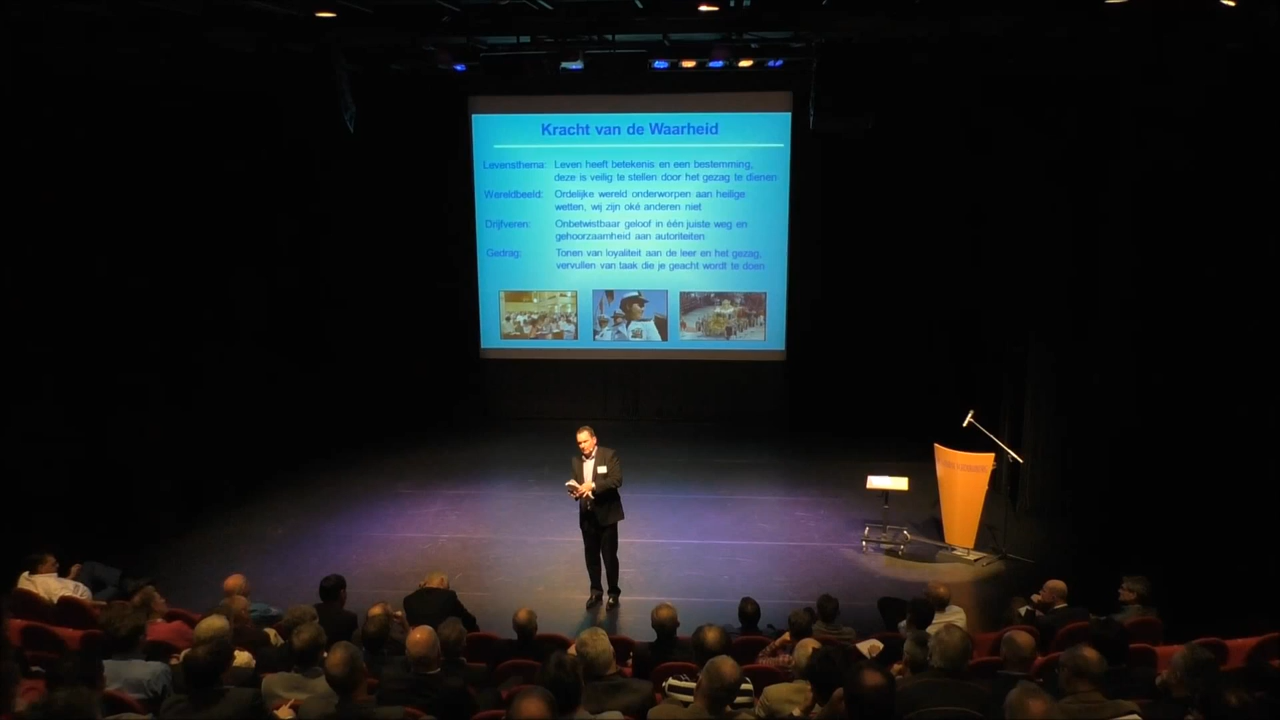 Kracht van de Waarheid
Levensthema: Leven heeft betekenis en een bestemming,
deze is veilig te stellen door het gezag te dienen
Wereldbeeld: Ordelijke wereld onderworpen aan heilige
wetten, wij zijn oké anderen niet
Drijfveren: Onbetwistbaar geloof in één juiste weg en
gehoorzaamheid aan autoriteiten
Gedrag: Tonen van loyaliteit aan de leer en het gezag,
vervullen van taak die je geacht wordt te doen